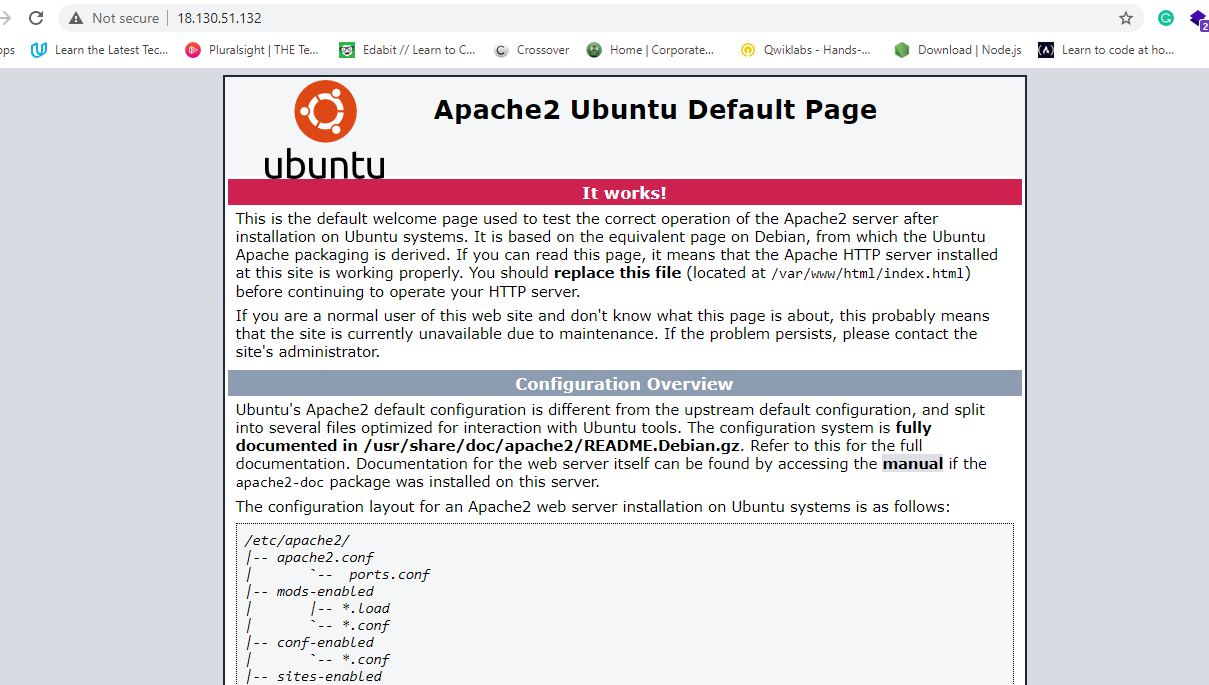 Not secure | 18.130.51.132
ops Learn the Latest Tec... Pluralsight | THE Te... Edabit // Learn to C... Crossover Home | Corporate... Qwiklabs - Hands-... Download | Node.js Learn to code at ho...
Apache2 Ubuntu Default Page
ubuntu
It works!
This is the default welcome page used to test the correct operation of the Apache2 server after
installation on Ubuntu systems. It is based on the equivalent page on Debian, from which the Ubuntu
Apache packaging is derived. If you can read this page, it means that the Apache HTTP server installed
at this site is working properly. You should replace this file (located at /var/www/html/index.html)
before continuing to operate your HTTP server.
If you are a normal user of this web site and don't know what this page is about, this probably means
that the site is currently unavailable due to maintenance. If the problem persists, please contact the
site's administrator.
Configuration Overview
Ubuntu's Apache2 default configuration is different from the upstream default configuration, and split
into several files optimized for interaction with Ubuntu tools. The configuration system is fully
documented in /usr/share/doc/apache2/README.Debian.gz. Refer to this for the full
documentation. Documentation for the web server itself can be found by accessing the manual if the
apache2-doc package was installed on this server.
The configuration layout for an Apache2 web server installation on Ubuntu systems is as follows:
/etc/apache2/
|-- apache2.conf
|       `--  ports.conf
|-- mods-enabled
|       |-- *.load
|       `-- *.conf
|-- conf-enabled
|       `-- *.conf
|-- sites-enabled